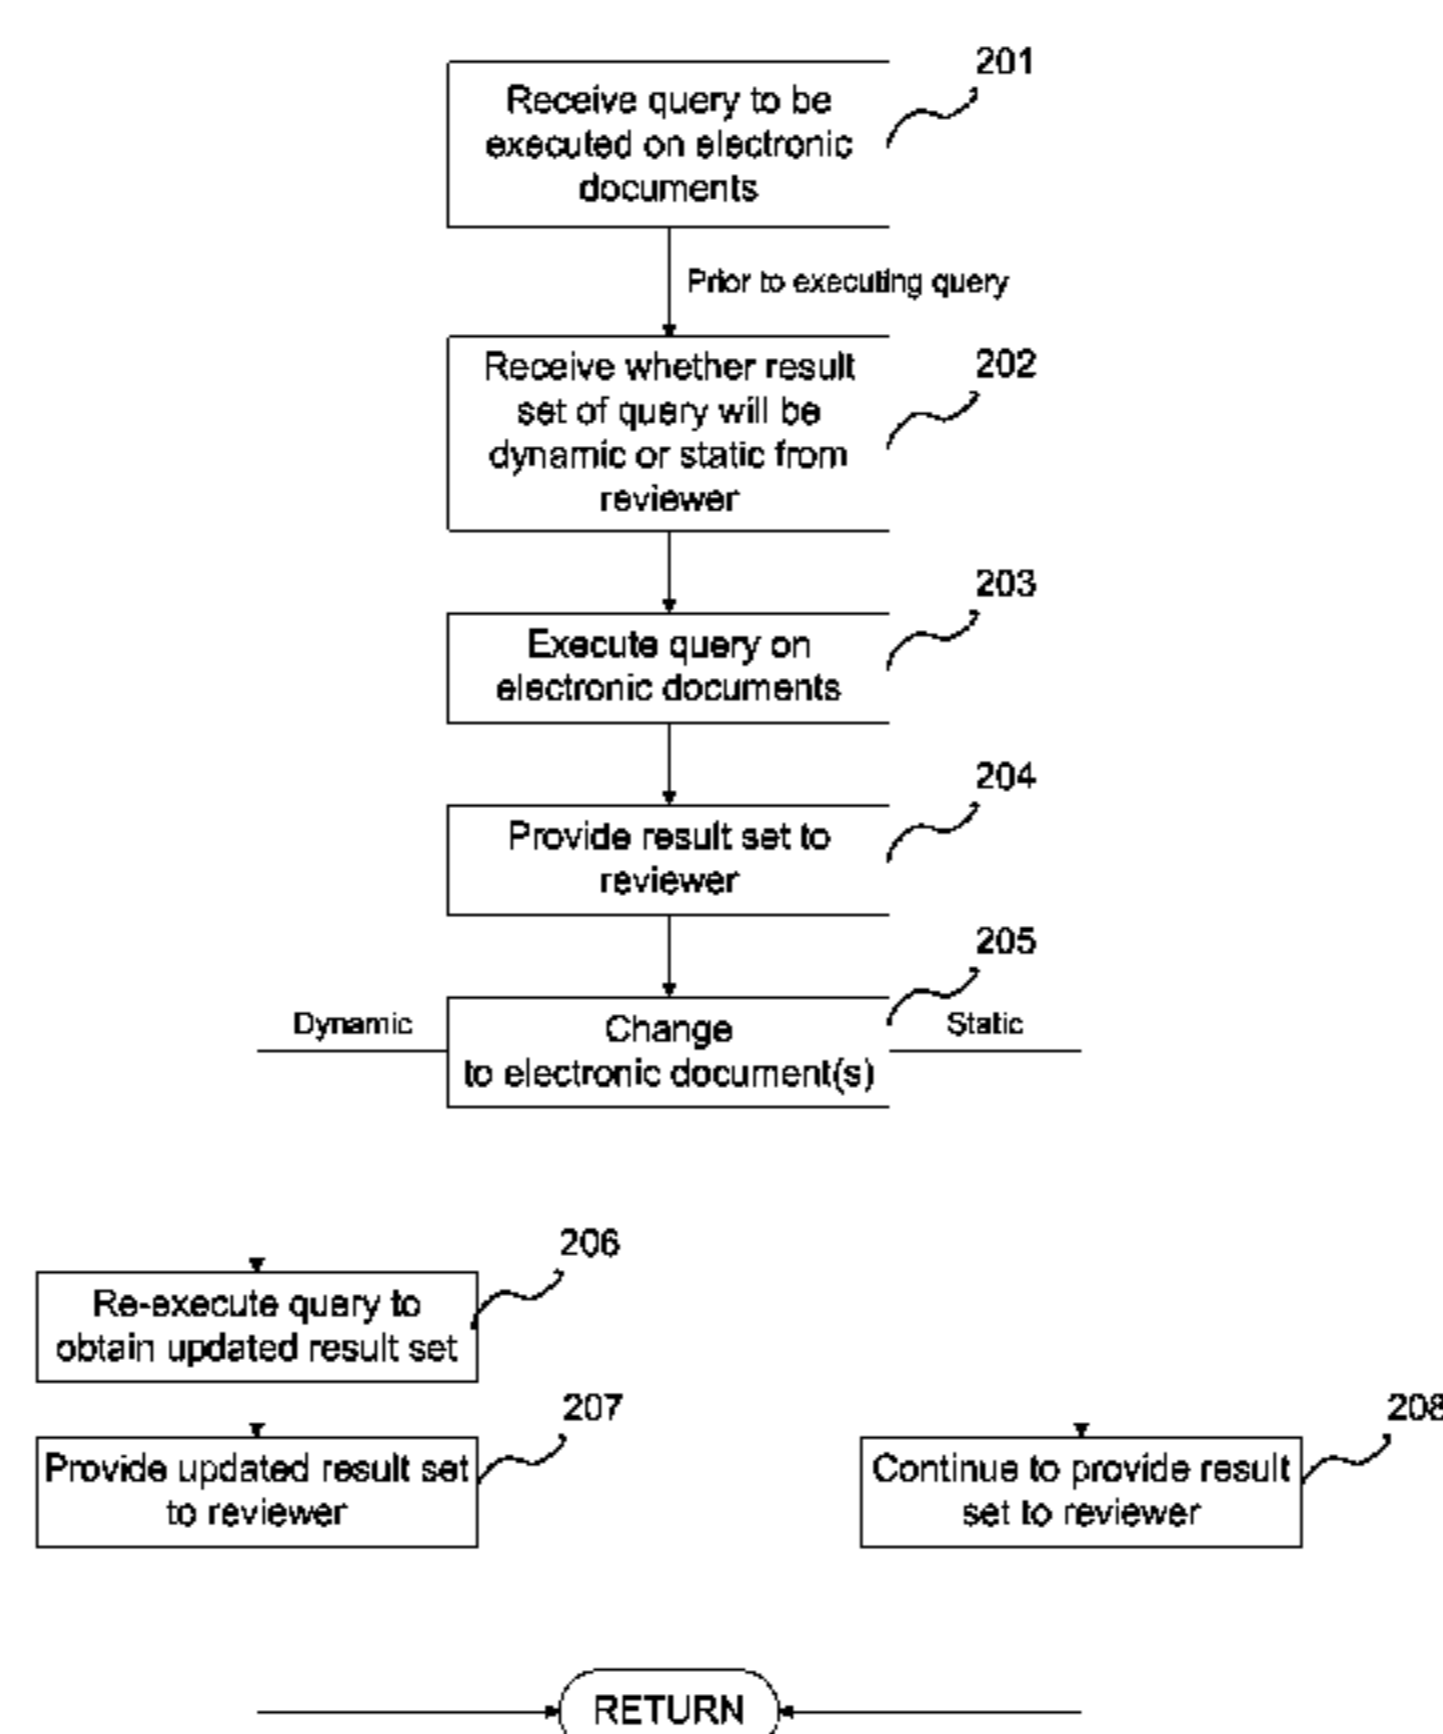 201
Receive query to be
executed on electronic
documents
Prior to executing query
202
Receive whether result
set of query will be
dynamic or static from
reviewer
203
Execute query on
electronic documents
204
Provide result set to
reviewer
205
Dynamic
Change
to electronic document(s)
Static
206
Re-execute query to
obtain updated result set
207
Provide updated result set
to reviewer
208
Continue to provide result
set to reviewer
RETURN